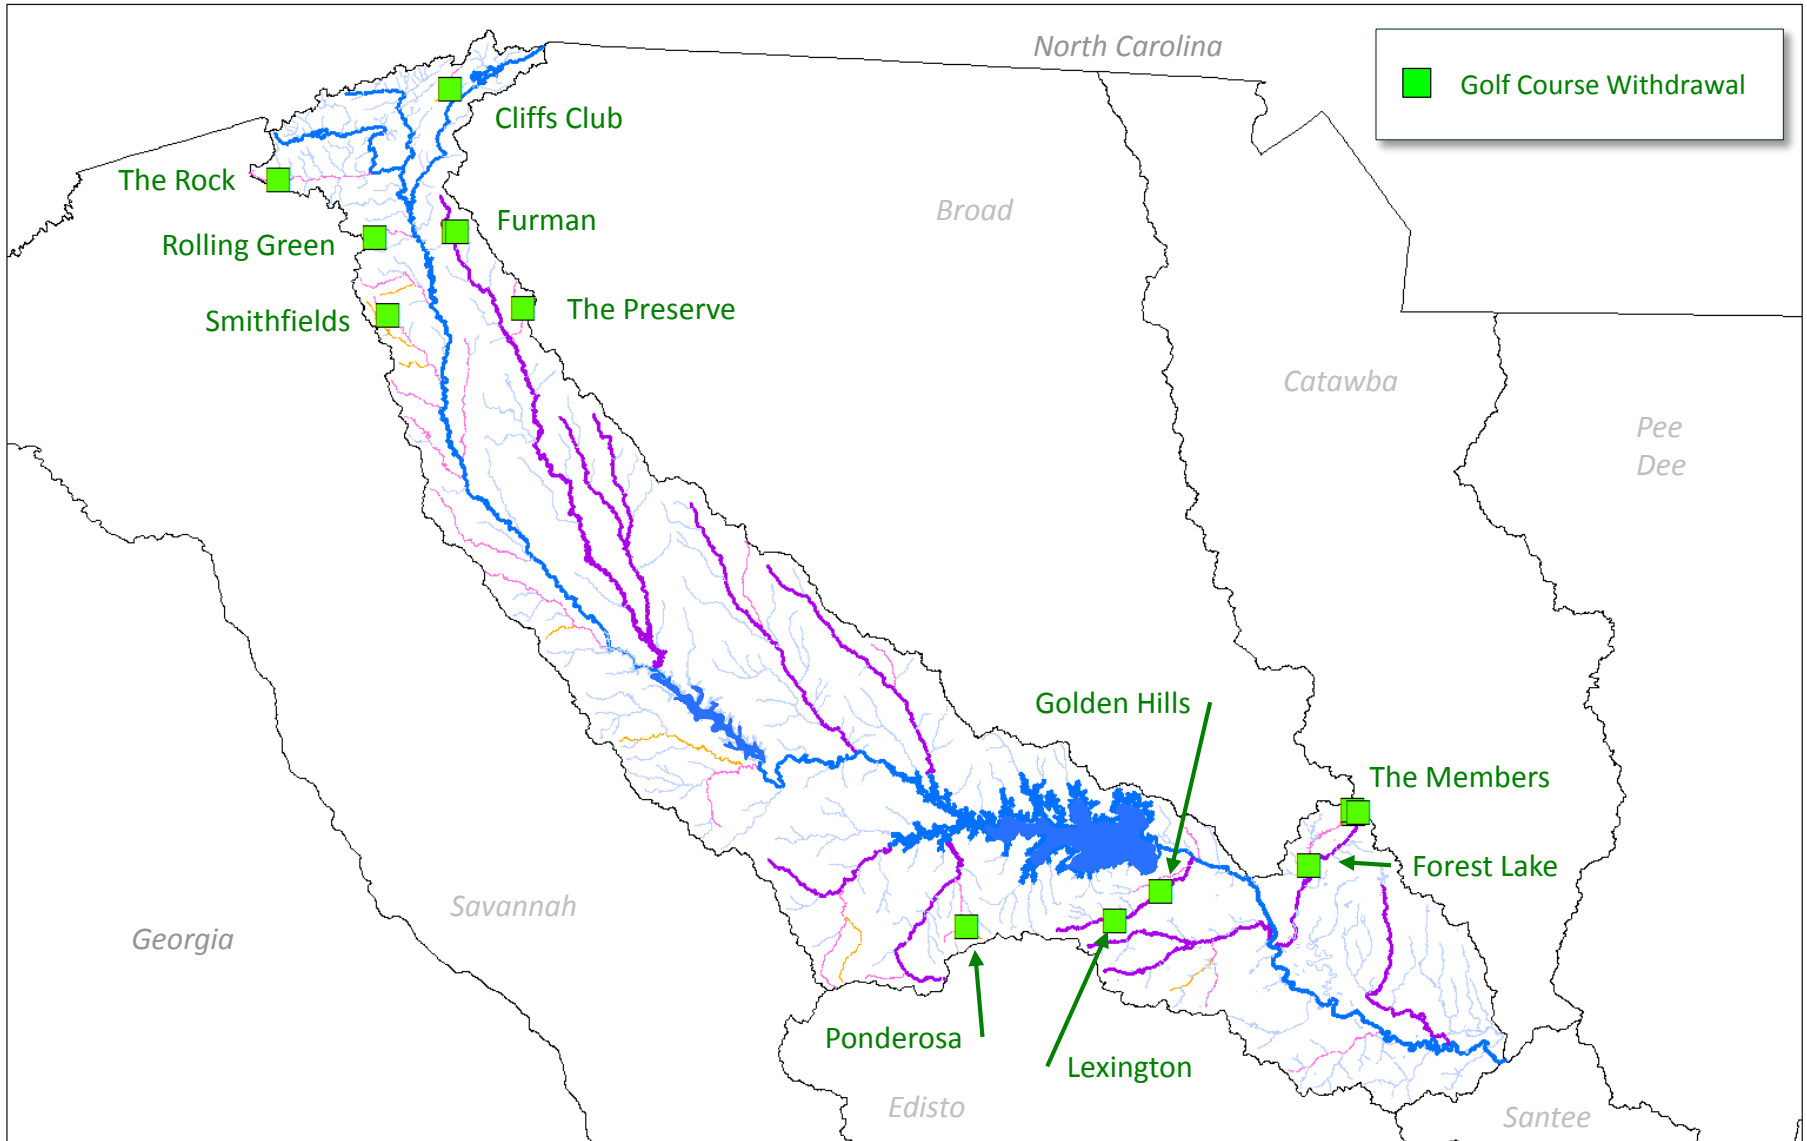 North Carolina
Golf Course Withdrawal
Cliffs Club
The Rock
Broad
Furman
Rolling Green
The Preserve
Smithfields
Catawba
Pee
Dee
Golden Hills
The Members
Forest Lake
Savannah
Georgia
Ponderosa
Lexington
Edisto
Santee